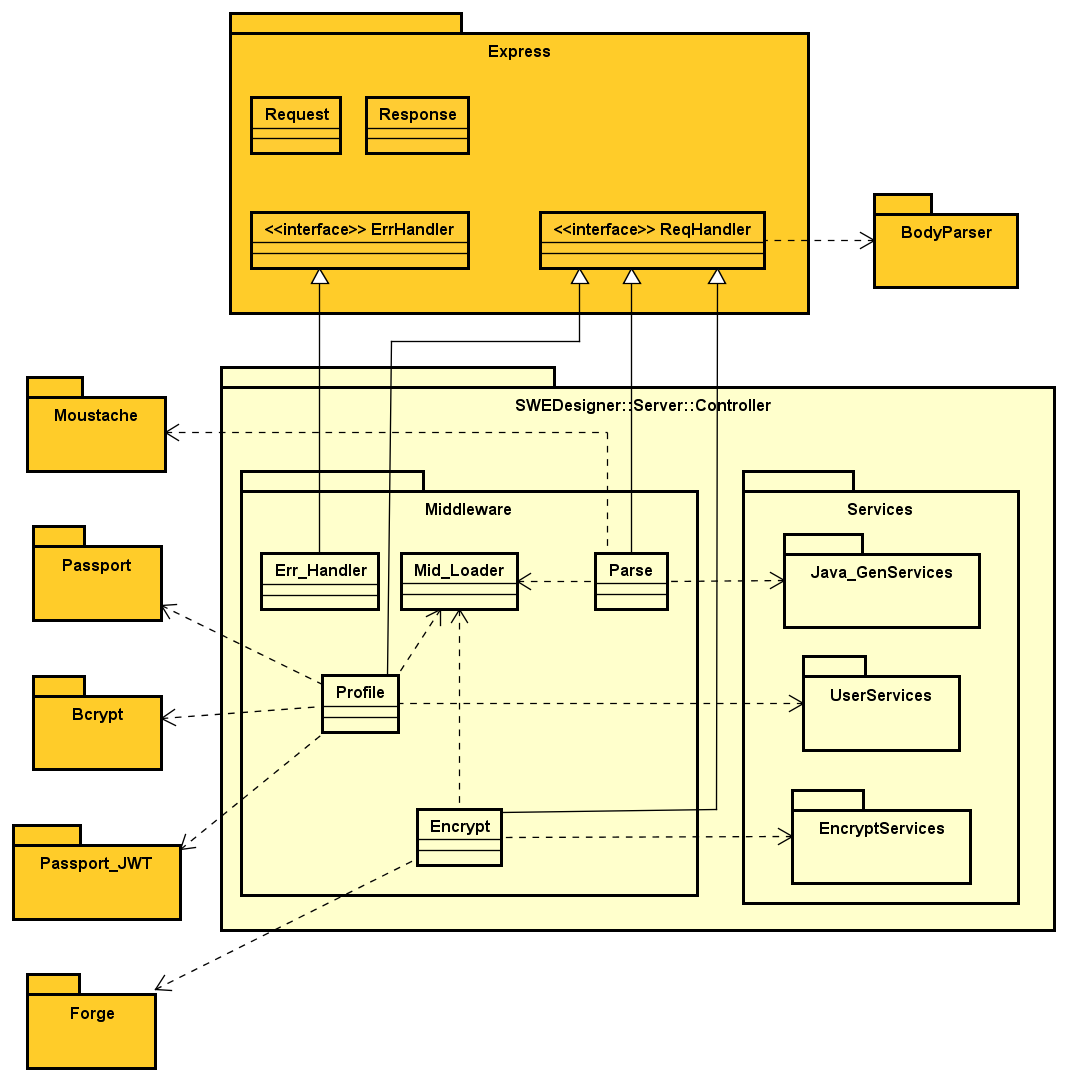 Express
Request
Response
<<interface>> ErrHandler
<<interface>> ReqHandler
BodyParser
Moustache
SWEDesigner::Server::Controller
Middleware
Services
Passport
Err_Handler
Mid_Loader
Parse
Java_GenServices
Profile
UserServices
Bcrypt
Encrypt
EncryptServices
Passport_JWT
Forge